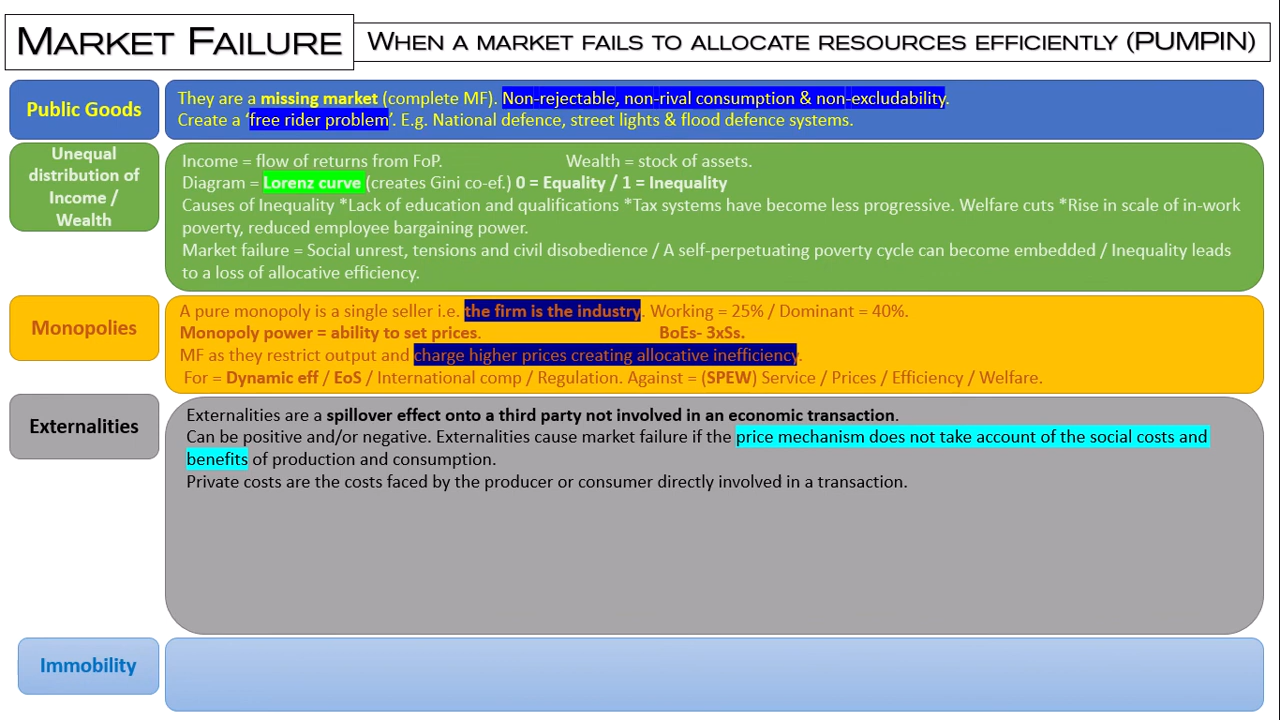 MARKET FAILURE
WHEN A MARKET FAILS TO ALLOCATE RESOURCES EFFICIENTLY (PUMPIN)
Public Goods
They are a missing market (complete MF). Non-rejectable, non-rival consumption & non-excludability.
Create a ‘free rider problem’. E.g. National defence, street lights & flood defence systems.
Unequal
distribution of
Income /
Wealth
Income = flow of returns from FoP. Wealth = stock of assets.
Diagram = Lorenz curve (creates Gini co-ef.) 0 = Equality / 1 = Inequality
Causes of Inequality *Lack of education and qualifications *Tax systems have become less progressive. Welfare cuts *Rise in scale of in-work
poverty, reduced employee bargaining power.
Market failure = Social unrest, tensions and civil disobedience / A self-perpetuating poverty cycle can become embedded / Inequality leads
to a loss of allocative efficiency.
Monopolies
A pure monopoly is a single seller i.e. the firm is the industry. Working = 25% / Dominant = 40%.
Monopoly power = ability to set prices. BoEs- 3xSs.
MF as they restrict output and charge higher prices creating allocative inefficiency.
For = Dynamic eff / EoS / International comp / Regulation. Against = (SPEW) Service / Prices / Efficiency / Welfare.
Externalities
Externalities are a spillover effect onto a third party not involved in an economic transaction.
Can be positive and/or negative. Externalities cause market failure if the price mechanism does not take account of the social costs and
benefits of production and consumption.
Private costs are the costs faced by the producer or consumer directly involved in a transaction.
Immobility